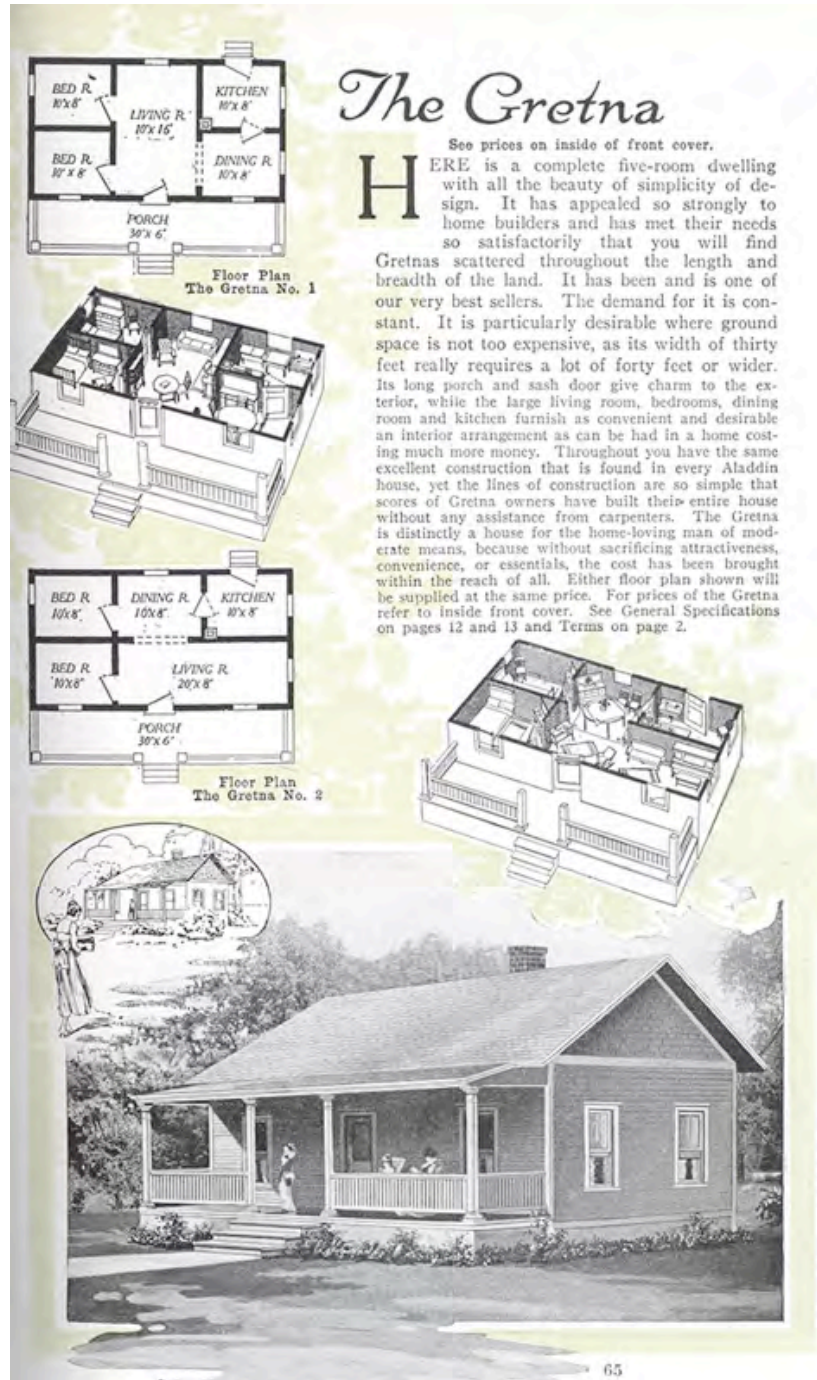 The Gretna
See prices on inside of front cover.
HERE is a complete five-room dwelling
with all the beauty of simplicity of de-
sign. It has appealed so strongly to
home builders and has met their needs
so satisfactorily that you will find
Gretnas scattered throughout the length and
breadth of the land. It has been and is one of
our very best sellers. The demand for it is con-
stant. It is particularly desirable where ground
space is not too expensive, as its width of thirty
feet really requires a lot of forty feet or wider.
Its long porch and sash door give charm to the ex-
terior, while the large living room, bedrooms, dining
room and kitchen furnish as convenient and desirable
an interior arrangement as can be had in a home cost-
ing much more money. Throughout you have the same
excellent construction that is found in every Aladdin
house, yet the lines of construction are so simple that
scores of Gretna owners have built their entire house
without any assistance from carpenters. The Gretna
is distinctly a house for the home-loving man of mod-
erate means, because without sacrificing attractiveness,
convenience, or essentials, the cost has been brought
within the reach of all. Either floor plan shown will
be supplied at the same price. For prices of the Gretna
refer to inside front cover. See General Specifications
on pages 12 and 13 and Terms on page 2.
BED R.
10'x8'
LIVING R.
10'x16'
KITCHEN
10'x8'
BED R.
10'x8'
DINING R.
10'x8'
PORCH
30'x6'
Floor Plan
The Gretna No. 1
BED R.
10'x8'
DINING R.
10'x8'
KITCHEN
10'x8'
BED R.
10'x8'
LIVING R.
20'x8'
PORCH
30'x6'
Floor Plan
The Gretna No. 2
65